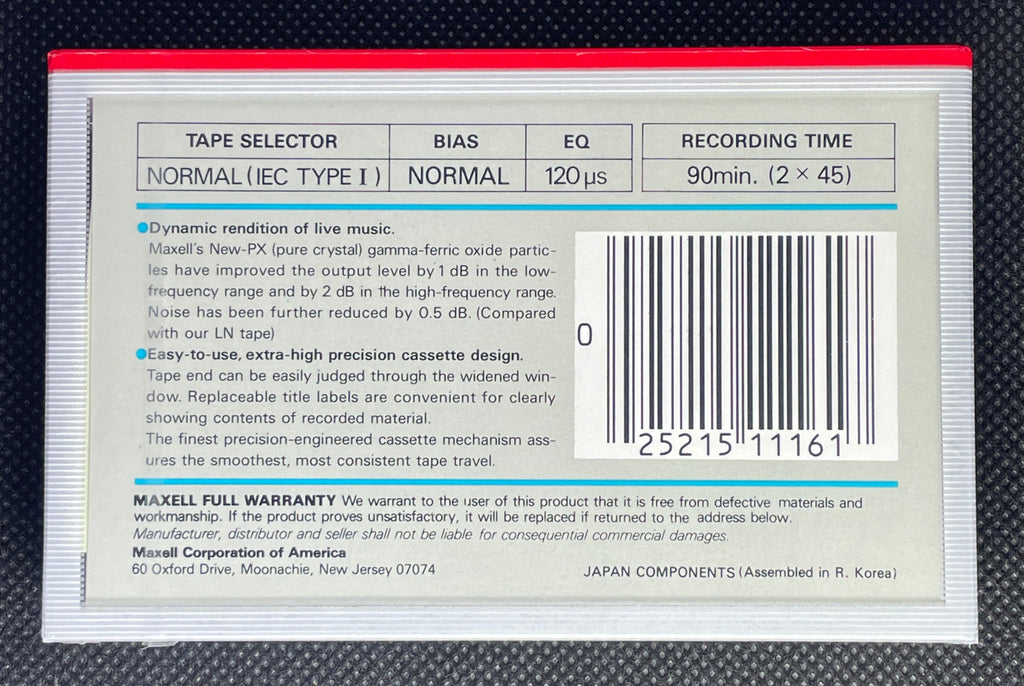 TAPE SELECTOR BIAS EQ RECORDING TIME
NORMAL (IEC TYPE I) NORMAL 120 μs 90min. (2 × 45)
●Dynamic rendition of live music.
Maxell's New-PX (pure crystal) gamma-ferric oxide partic-
les have improved the output level by 1 dB in the low-
frequency range and by 2 dB in the high-frequency range.
Noise has been further reduced by 0.5 dB. (Compared
with our LN tape)
●Easy-to-use, extra-high precision cassette design.
Tape end can be easily judged through the widened win-
dow. Replaceable title labels are convenient for clearly
showing contents of recorded material.
The finest precision-engineered cassette mechanism ass-
ures the smoothest, most consistent tape travel.
0
25215 11161
MAXELL FULL WARRANTY We warrant to the user of this product that it is free from defective materials and
workmanship. If the product proves unsatisfactory, it will be replaced if returned to the address below.
Manufacturer, distributor and seller shall not be liable for consequential commercial damages.
Maxell Corporation of America
60 Oxford Drive, Moonachie, New Jersey 07074
JAPAN COMPONENTS (Assembled in R. Korea)